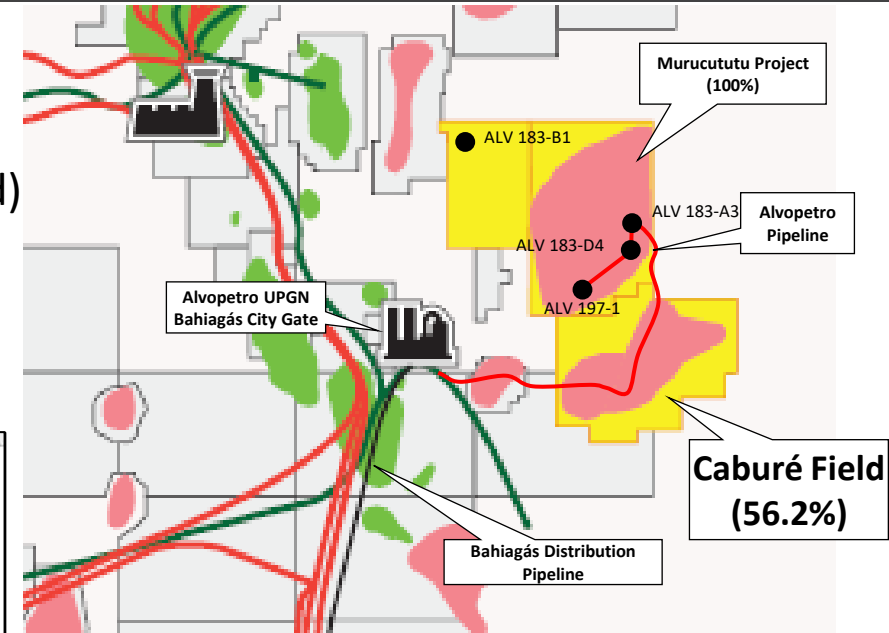 Murucututu Project
(100%)
ALV 183-B1
d)
ALV 183-A3
Alvopetro
Pipeline
ALV 183-D4
Alvopetro UPGN
Bahiagás City Gate
ALV 197-1
Caburé Field
(56.2%)
Bahiagás Distribution
Pipeline